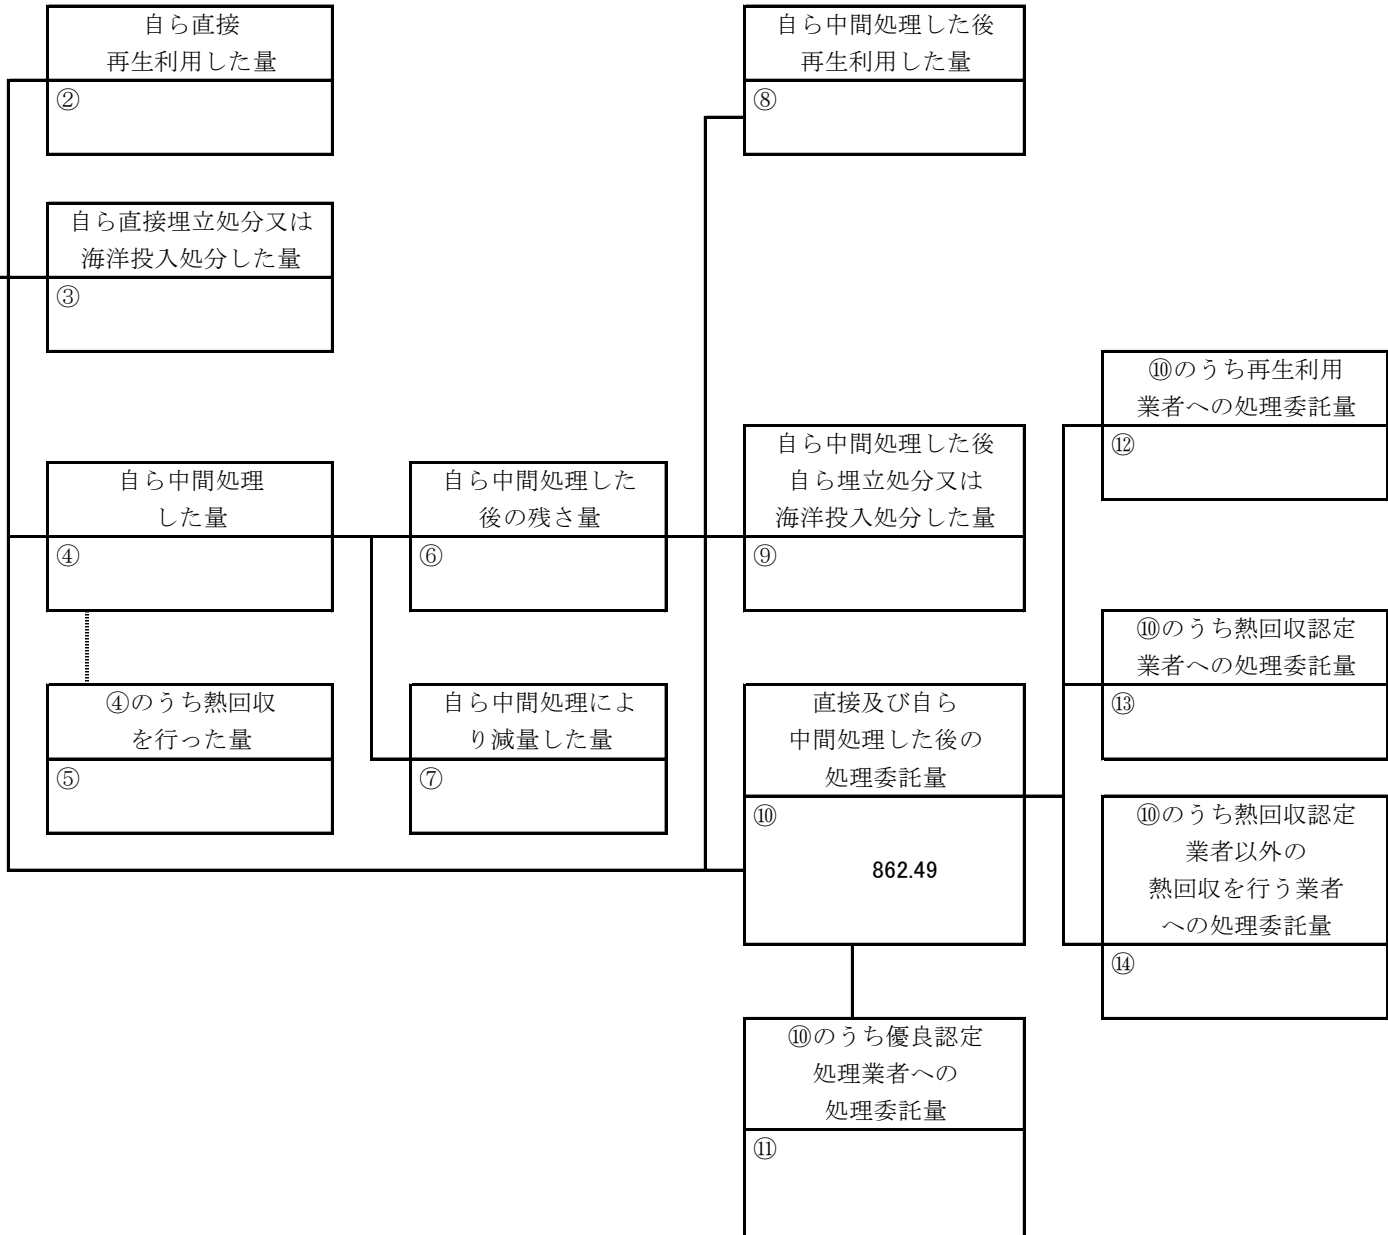 自ら直接
再生利用した量
②
自ら中間処理した後
再生利用した量
⑧
自ら直接埋立処分又は
海洋投入処分した量
③
⑩のうち再生利用
業者への処理委託量
⑫
自ら中間処理
した量
④
自ら中間処理した
後の残さ量
⑥
自ら中間処理した後
自ら埋立処分又は
海洋投入処分した量
⑨
⑩のうち熱回収認定
業者への処理委託量
⑬
④のうち熱回収
を行った量
⑤
自ら中間処理によ
り減量した量
⑦
直接及び自ら
中間処理した後の
処理委託量
⑩
862.49
⑩のうち熱回収認定
業者以外の
熱回収を行う業者
への処理委託量
⑭
⑩のうち優良認定
処理業者への
処理委託量
⑪